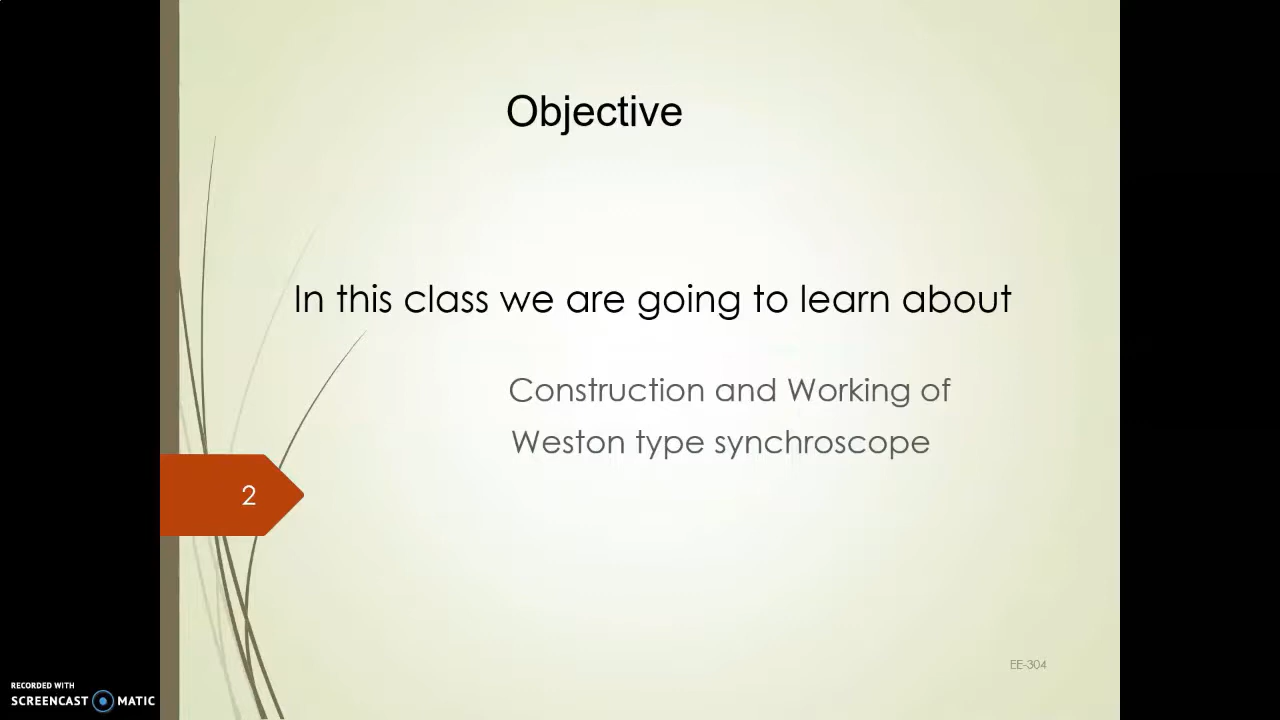 Objective
In this class we are going to learn about
Construction and Working of
Weston type synchroscope
2
EE-304
RECORDED WITH
SCREENCAST MATIC